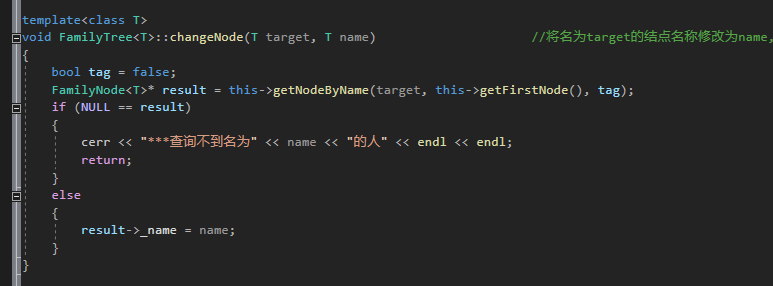 template<class T>
void FamilyTree<T>::changeNode(T target, T name) //将名为target的结点名称修改为name,
{
bool tag = false;
FamilyNode<T>* result = this->getNodeByName(target, this->getFirstNode(), tag);
if (NULL == result)
{
cerr << "***查询不到名为" << name << "的人" << endl << endl;
return;
}
else
{
result->_name = name;
}
}